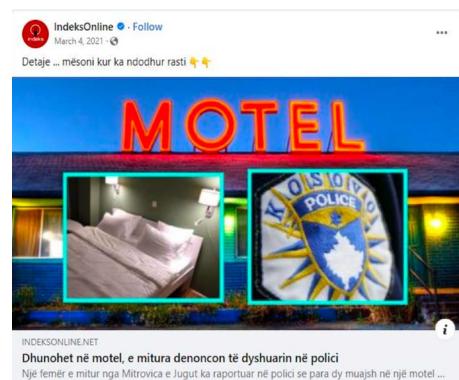 indeks
IndeksOnline · Follow
March 4, 2021 ·
Detaje ... mësoni kur ka ndodhur rasti 👇👇
MOTEL
KOSOVO
POLICE
INDEKSONLINE.NET
Dhunohet në motel, e mitura denoncon të dyshuarin në polici
Një femër e mitur nga Mitrovica e Jugut ka raportuar në polici se para dy muajsh në një motel ...